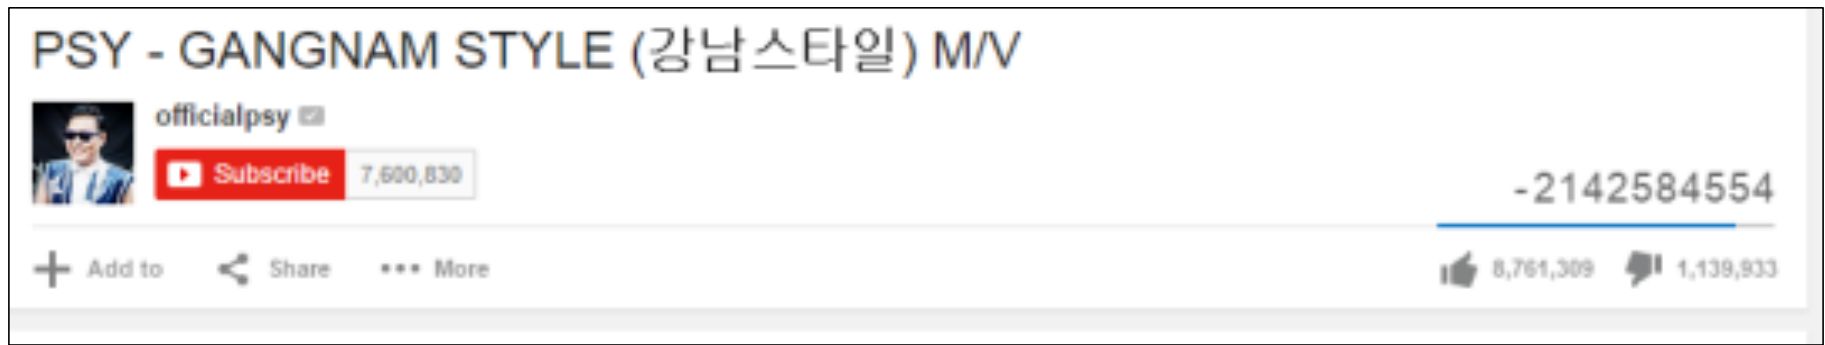 PSY - GANGNAM STYLE (강남스타일) M/V
officialpsy
Subscribe 7,600,830
-2142584554
Add to Share More 8,761,309 1,139,933